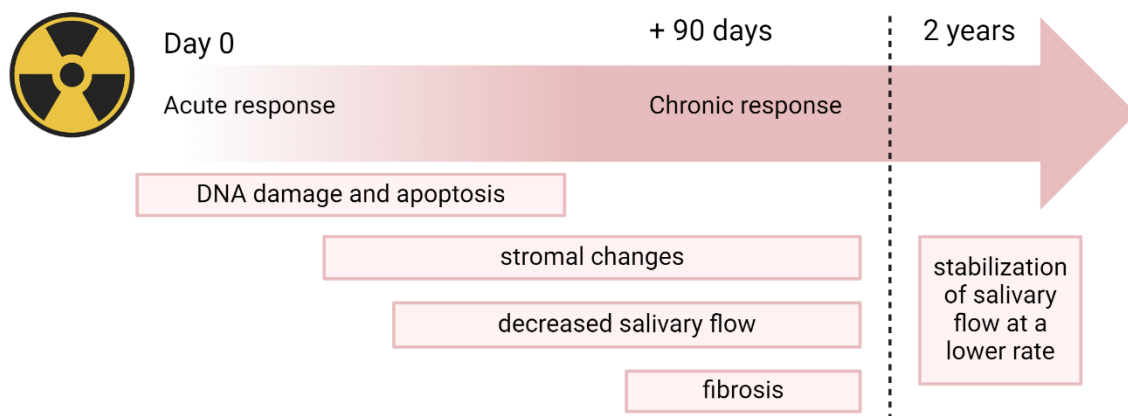 Day 0
+ 90 days
2 years
Acute response
Chronic response
DNA damage and apoptosis
stromal changes
decreased salivary flow
fibrosis
stabilization
of salivary
flow at a
lower rate